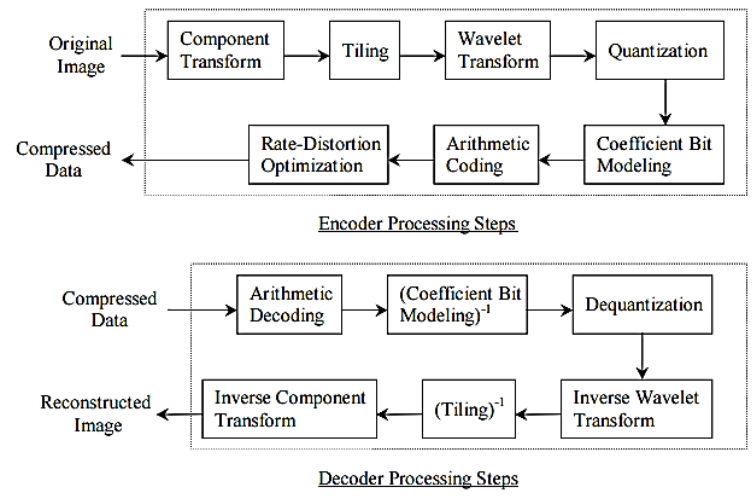 Original
Image
Component
Transform
Tiling
Wavelet
Transform
Quantization
Compressed
Data
Rate-Distortion
Optimization
Arithmetic
Coding
Coefficient Bit
Modeling
Encoder Processing Steps
Compressed
Data
Arithmetic
Decoding
(Coefficient Bit
Modeling)⁻¹
Dequantization
Reconstructed
Image
Inverse Component
Transform
(Tiling)⁻¹
Inverse Wavelet
Transform
Decoder Processing Steps